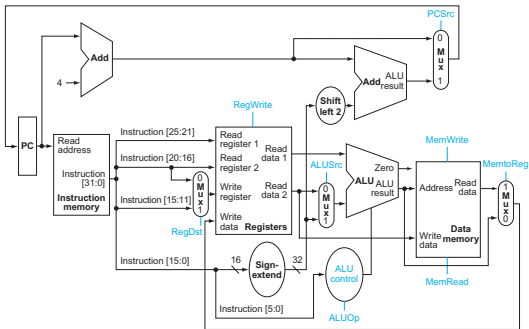 PCSrc
0
M
u
x
1
Add
4
Add
ALU
result
Shift
left 2
RegWrite
PC
Read
address
Instruction
[31:0]
Instruction
memory
Instruction [25:21]
Instruction [20:16]
Instruction [15:11]
0
M
u
x
1
RegDst
Read
register 1
Read
register 2
Write
register
Write
data
Read
data 1
Read
data 2
Registers
ALUSrc
0
M
u
x
1
Zero
ALU
ALU
result
MemWrite
Address
Read
data
Write
data
Data
memory
MemRead
MemtoReg
1
M
u
x
0
Instruction [15:0]
16
Sign-
extend
32
ALU
control
Instruction [5:0]
ALUOp